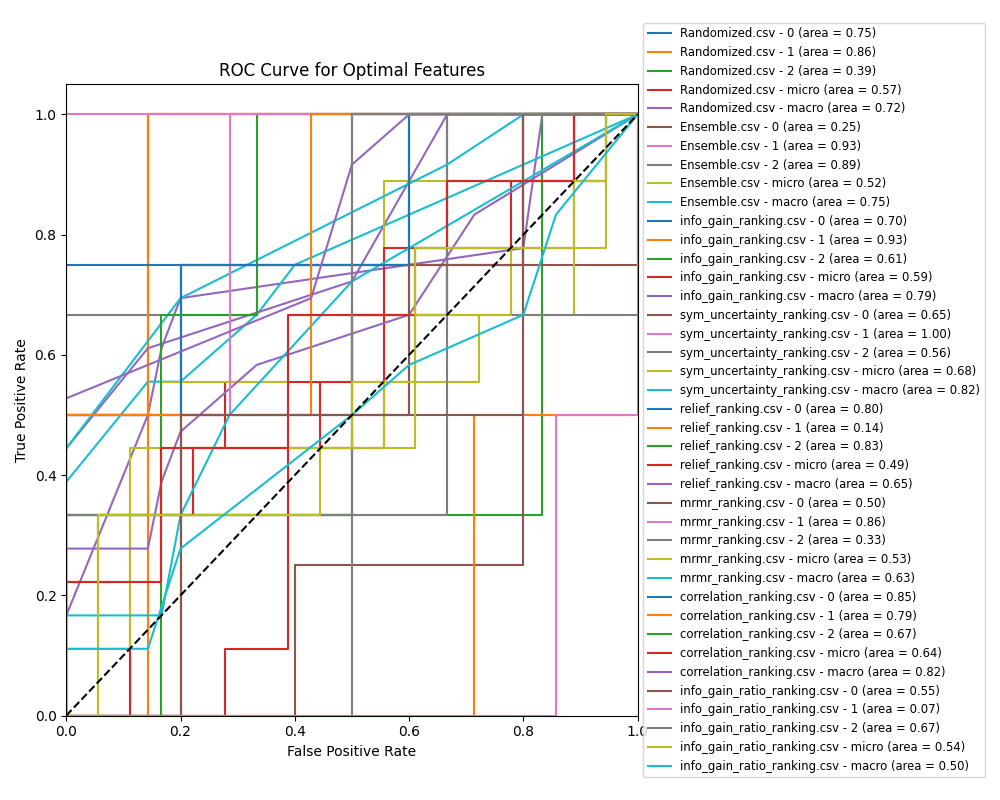 ROC Curve for Optimal Features
True Positive Rate
1.0
0.8
0.6
0.4
0.2
0.0
0.0 0.2 0.4 0.6 0.8 1.0
False Positive Rate
Randomized.csv - 0 (area = 0.75)
Randomized.csv - 1 (area = 0.86)
Randomized.csv - 2 (area = 0.39)
Randomized.csv - micro (area = 0.57)
Randomized.csv - macro (area = 0.72)
Ensemble.csv - 0 (area = 0.25)
Ensemble.csv - 1 (area = 0.93)
Ensemble.csv - 2 (area = 0.89)
Ensemble.csv - micro (area = 0.52)
Ensemble.csv - macro (area = 0.75)
info_gain_ranking.csv - 0 (area = 0.70)
info_gain_ranking.csv - 1 (area = 0.93)
info_gain_ranking.csv - 2 (area = 0.61)
info_gain_ranking.csv - micro (area = 0.59)
info_gain_ranking.csv - macro (area = 0.79)
sym_uncertainty_ranking.csv - 0 (area = 0.65)
sym_uncertainty_ranking.csv - 1 (area = 1.00)
sym_uncertainty_ranking.csv - 2 (area = 0.56)
sym_uncertainty_ranking.csv - micro (area = 0.68)
sym_uncertainty_ranking.csv - macro (area = 0.82)
relief_ranking.csv - 0 (area = 0.80)
relief_ranking.csv - 1 (area = 0.14)
relief_ranking.csv - 2 (area = 0.83)
relief_ranking.csv - micro (area = 0.49)
relief_ranking.csv - macro (area = 0.65)
mrmr_ranking.csv - 0 (area = 0.50)
mrmr_ranking.csv - 1 (area = 0.86)
mrmr_ranking.csv - 2 (area = 0.33)
mrmr_ranking.csv - micro (area = 0.53)
mrmr_ranking.csv - macro (area = 0.63)
correlation_ranking.csv - 0 (area = 0.85)
correlation_ranking.csv - 1 (area = 0.79)
correlation_ranking.csv - 2 (area = 0.67)
correlation_ranking.csv - micro (area = 0.64)
correlation_ranking.csv - macro (area = 0.82)
info_gain_ratio_ranking.csv - 0 (area = 0.55)
info_gain_ratio_ranking.csv - 1 (area = 0.07)
info_gain_ratio_ranking.csv - 2 (area = 0.67)
info_gain_ratio_ranking.csv - micro (area = 0.54)
info_gain_ratio_ranking.csv - macro (area = 0.50)